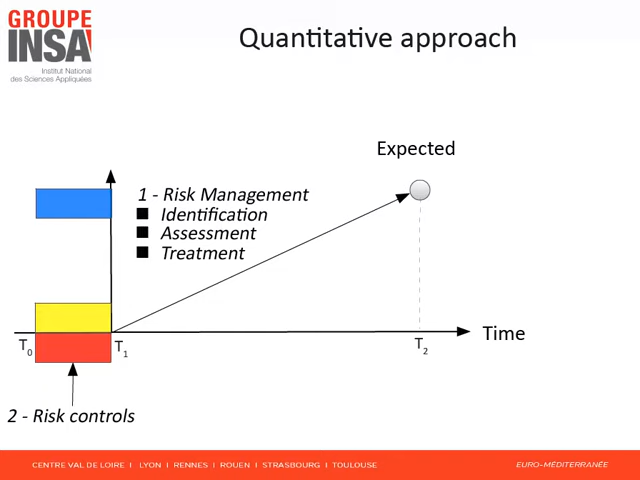 GROUPE
INSA
Institut National
des Sciences Appliquées
Quantitative approach
Expected
1 - Risk Management
Identification
Assessment
Treatment
Time
T0
T1
T2
2 - Risk controls
CENTRE VAL DE LOIRE I LYON I RENNES I ROUEN I STRASBOURG I TOULOUSE
EURO-MÉDITERRANÉE